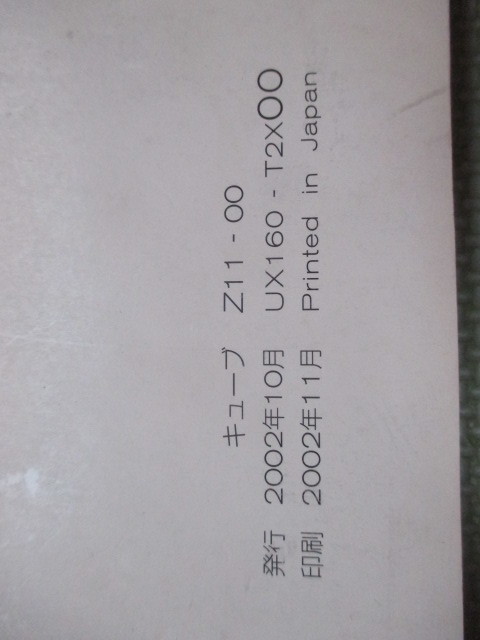 キューブ Z11-00
発行 2002年10月 UX160-T2X00
印刷 2002年11月 Printed in Japan